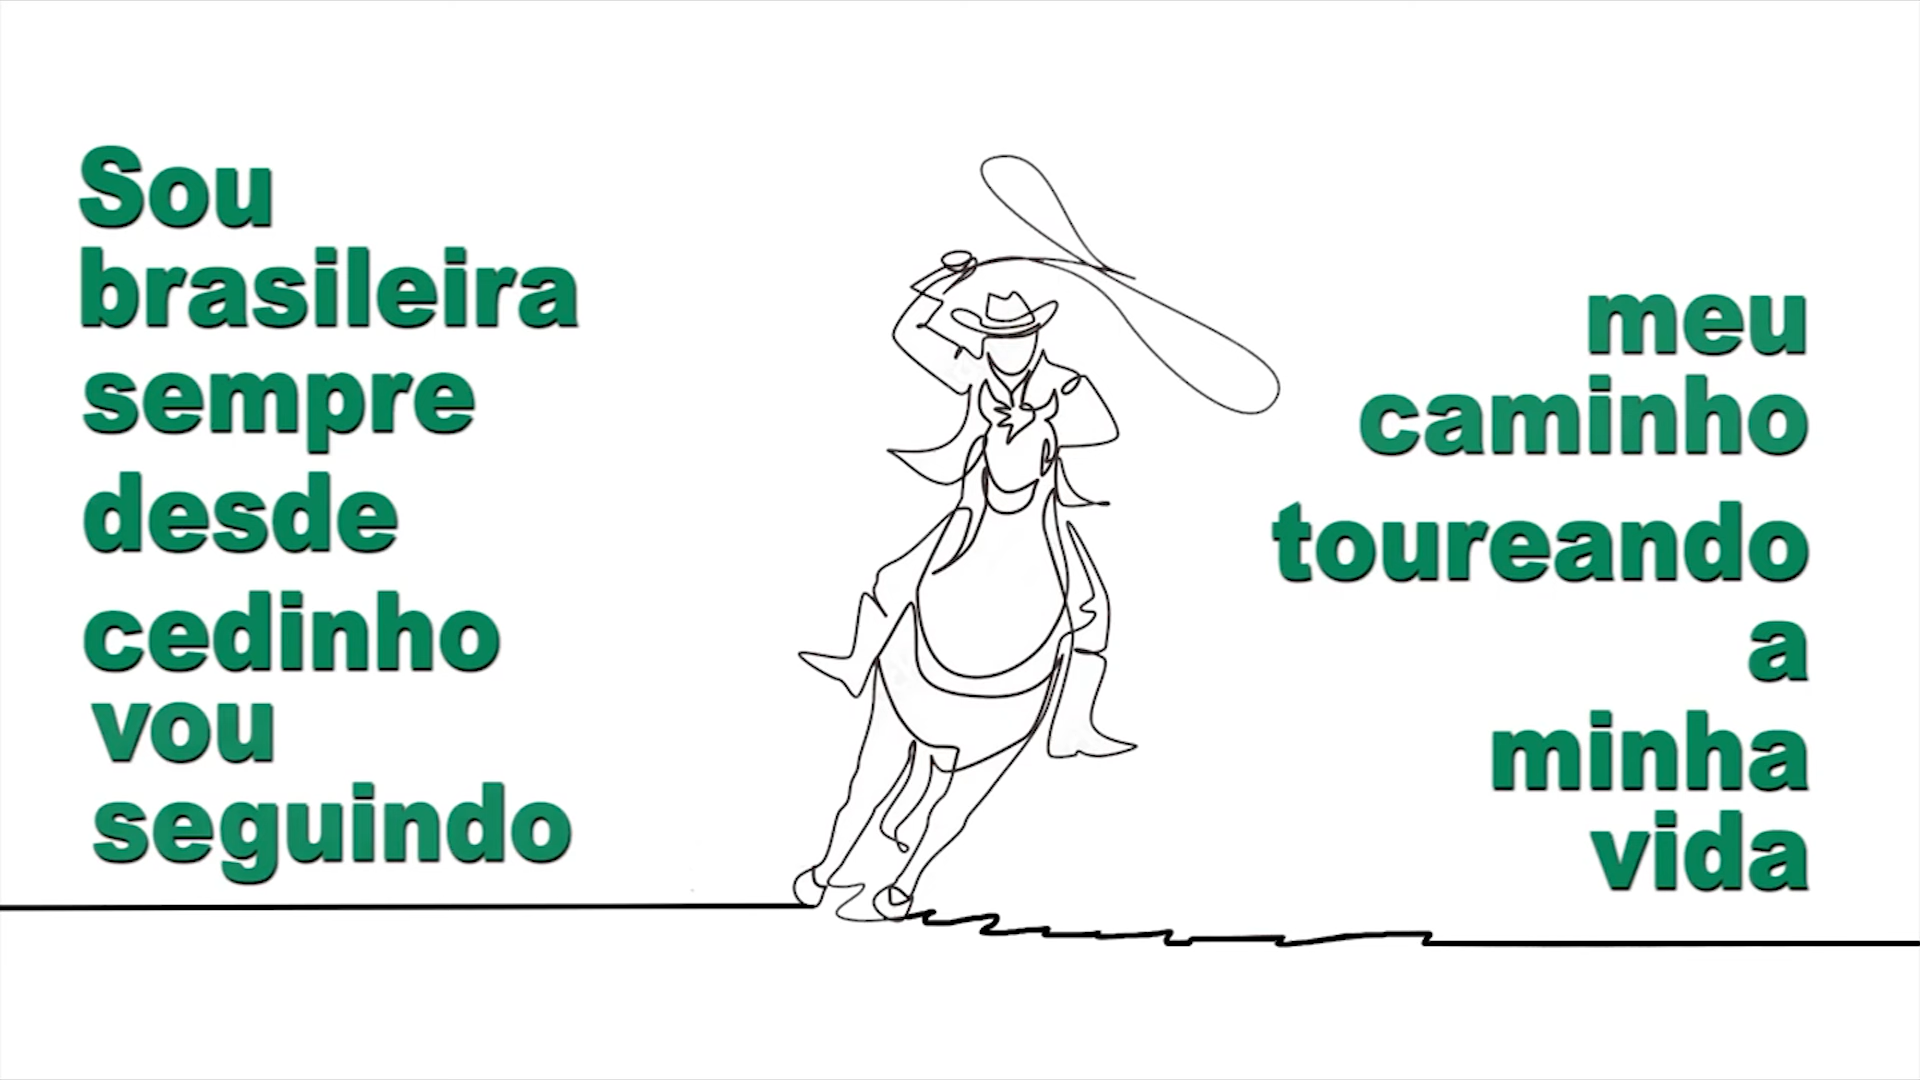 Sou
brasileira
sempre
desde
cedinho
vou
seguindo
meu
caminho
toureando
a
minha
vida